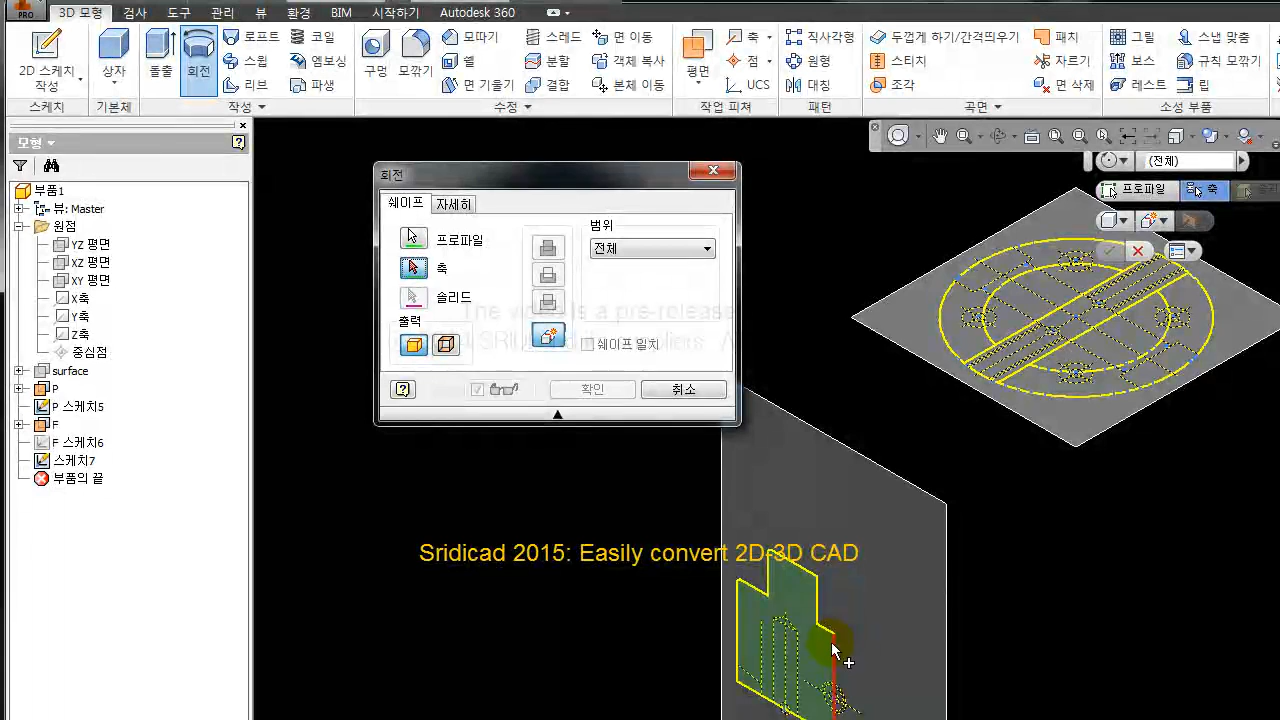 PRO
3D 모형 검사 도구 관리 뷰 환경 BIM 시작하기 Autodesk 360
2D 스케치 작성
상자
돌출
회전
로프트
스윕
리브
코일
엠보싱
파생
구멍
모깎기
모따기
쉘
면 기울기
스레드
분할
결합
면 이동
객체 복사
본체 이동
평면
축
점
UCS
직사각형
원형
대칭
두껍게 하기/간격띄우기
스티치
조각
패치
자르기
면 삭제
그릴
보스
레스트
스냅 맞춤
규칙 모깎기
립
스케치 기본체 작성 수정 작업 피쳐 패턴 곡면 소성 부품
모형
부품1
뷰: Master
원점
YZ 평면
XZ 평면
XY 평면
X축
Y축
Z축
중심점
surface
P
P 스케치5
F
F 스케치6
스케치7
부품의 끝
회전
쉐이프 자세히
프로파일
축
솔리드
출력
범위
전체
쉐이프 일치
확인 취소
The video is a pre-release
(전체)
프로파일 축
Sridicad 2015: Easily convert 2D-3D CAD